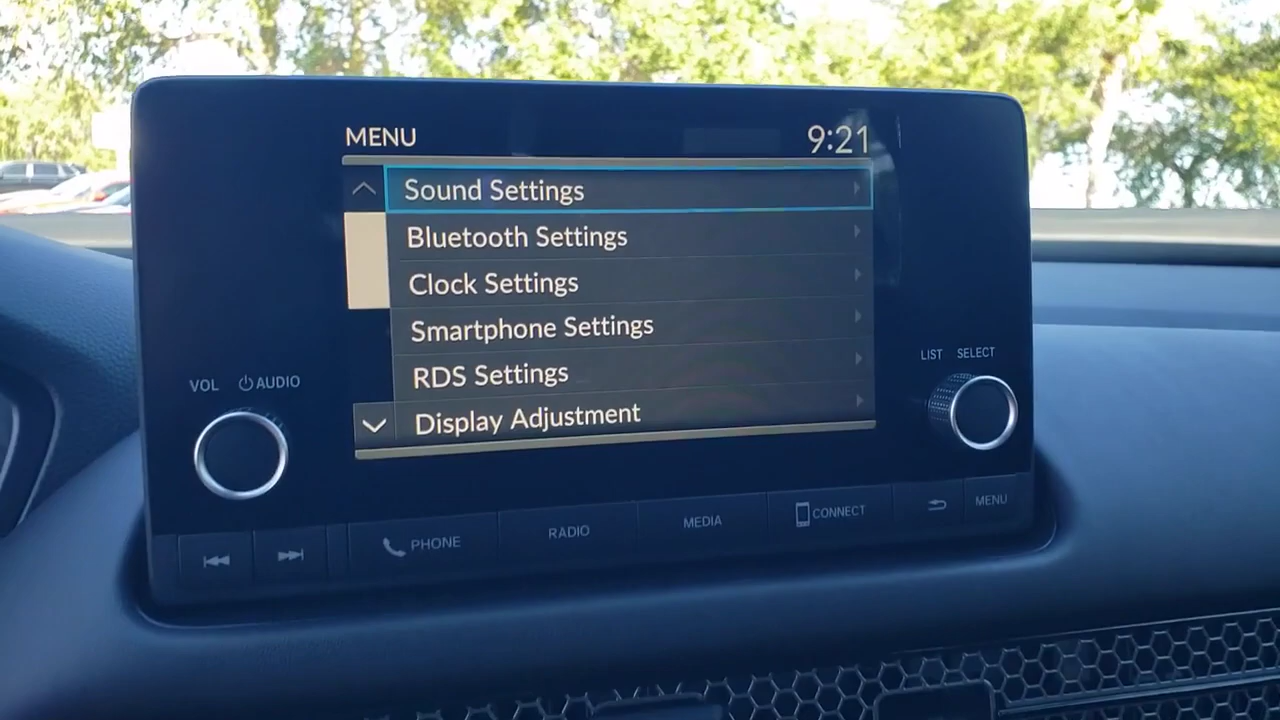 MENU 9:21
Sound Settings
Bluetooth Settings
Clock Settings
Smartphone Settings
RDS Settings
Display Adjustment
VOL AUDIO
LIST SELECT
PHONE RADIO MEDIA CONNECT MENU